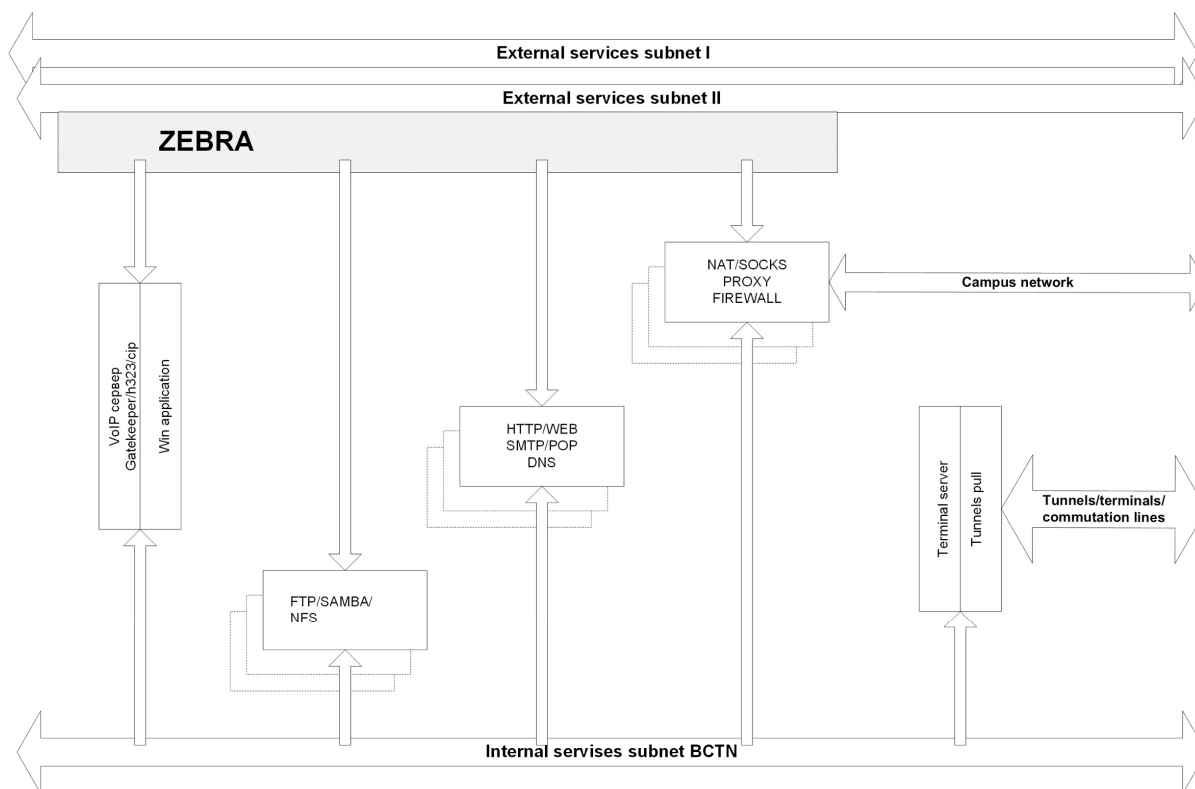 External services subnet I
External services subnet II
ZEBRA
NAT/SOCKS
PROXY
FIREWALL
Campus network
VoIP сервер
Gatekeeper/h323/cip
Win application
HTTP/WEB
SMTP/POP
DNS
Terminal server
Tunnels pull
Tunnels/terminals/
commutation lines
FTP/SAMBA/
NFS
Internal servises subnet BCTN